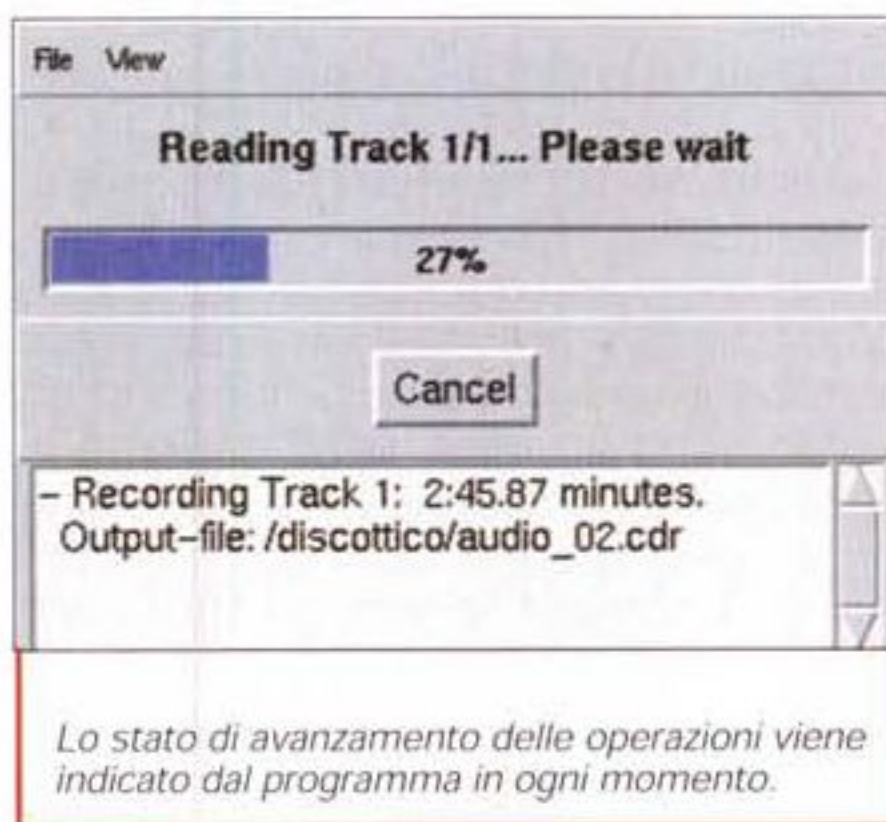 File View
Reading Track 1/1... Please wait
27%
Cancel
- Recording Track 1: 2:45.87 minutes.
Output-file: /discottico/audio_02.cdr
Lo stato di avanzamento delle operazioni viene
indicato dal programma in ogni momento.